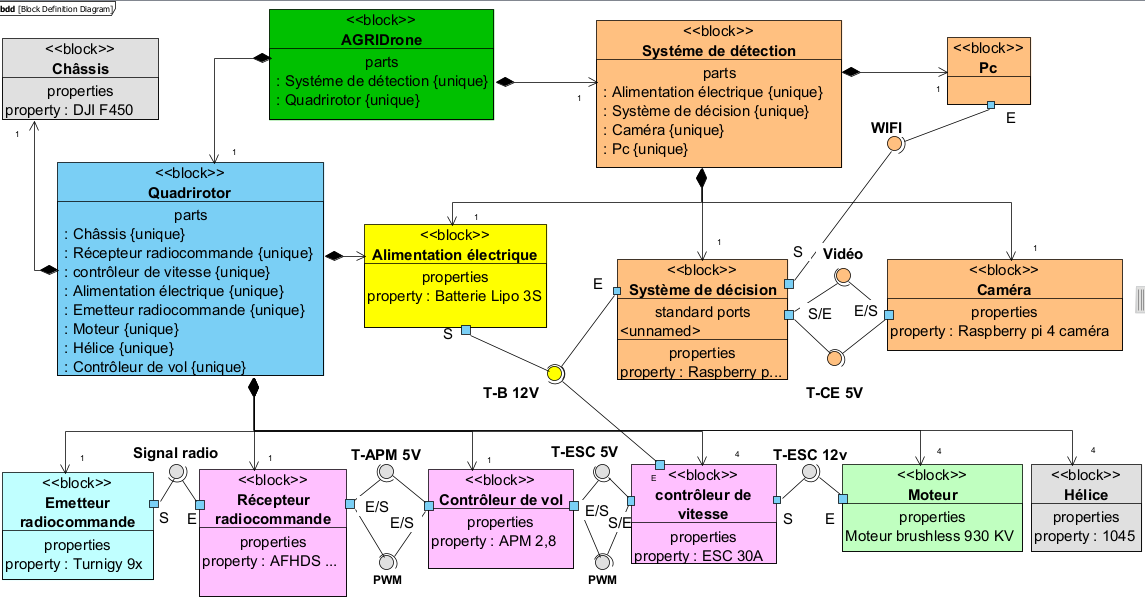 bdd [Block Definition Diagram]
<<block>>
Châssis
properties
property : DJI F450
1
<<block>>
AGRIDrone
parts
: Systéme de détection {unique}
: Quadrirotor {unique}
1
1
<<block>>
Systéme de détection
parts
: Alimentation électrique {unique}
: Système de décision {unique}
: Caméra {unique}
: Pc {unique}
1
<<block>>
Pc
E
WIFI
<<block>>
Quadrirotor
parts
: Châssis {unique}
: Récepteur radiocommande {unique}
: contrôleur de vitesse {unique}
: Alimentation électrique {unique}
: Emetteur radiocommande {unique}
: Moteur {unique}
: Hélice {unique}
: Contrôleur de vol {unique}
1
<<block>>
Alimentation électrique
properties
property : Batterie Lipo 3S
S
T-B 12V
1
E
<<block>>
Système de décision
standard ports
<unnamed>
properties
property : Raspberry p...
S
Vidéo
S/E
E/S
T-CE 5V
1
<<block>>
Caméra
properties
property : Raspberry pi 4 caméra
1
<<block>>
Emetteur
radiocommande
properties
property : Turnigy 9x
Signal radio
S
E
1
<<block>>
Récepteur
radiocommande
properties
property : AFHDS ...
T-APM 5V
E/S
E/S
PWM
1
<<block>>
Contrôleur de vol
properties
property : APM 2,8
T-ESC 5V
E/S
S/E
PWM
4
E
<<block>>
contrôleur de
vitesse
properties
property : ESC 30A
T-ESC 12v
S
E
4
<<block>>
Moteur
properties
Moteur brushless 930 KV
4
<<block>>
Hélice
properties
property : 1045